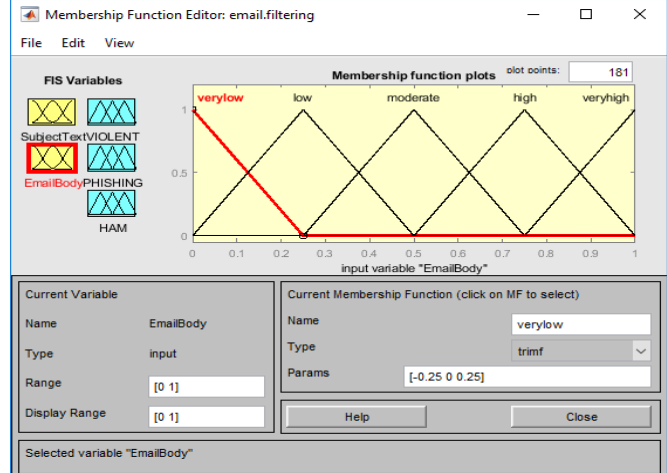 Membership Function Editor: email.filtering
File Edit View
FIS Variables
Membership function plots plot points: 181
SubjectText VIOLENT
EmailBody PHISHING
HAM
verylow low moderate high veryhigh
1
0.5
0
0 0.1 0.2 0.3 0.4 0.5 0.6 0.7 0.8 0.9 1
input variable "EmailBody"
Current Variable
Name EmailBody
Type input
Range [0 1]
Display Range [0 1]
Current Membership Function (click on MF to select)
Name verylow
Type trimf
Params [-0.25 0 0.25]
Help Close
Selected variable "EmailBody"